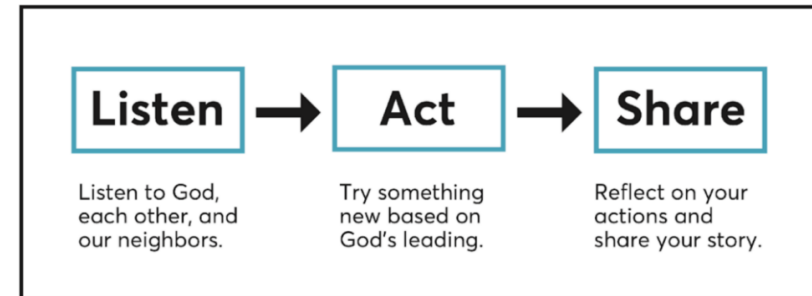 Listen
Act
Share
Listen to God,
each other, and
our neighbors.
Try something
new based on
God's leading.
Reflect on your
actions and
share your story.